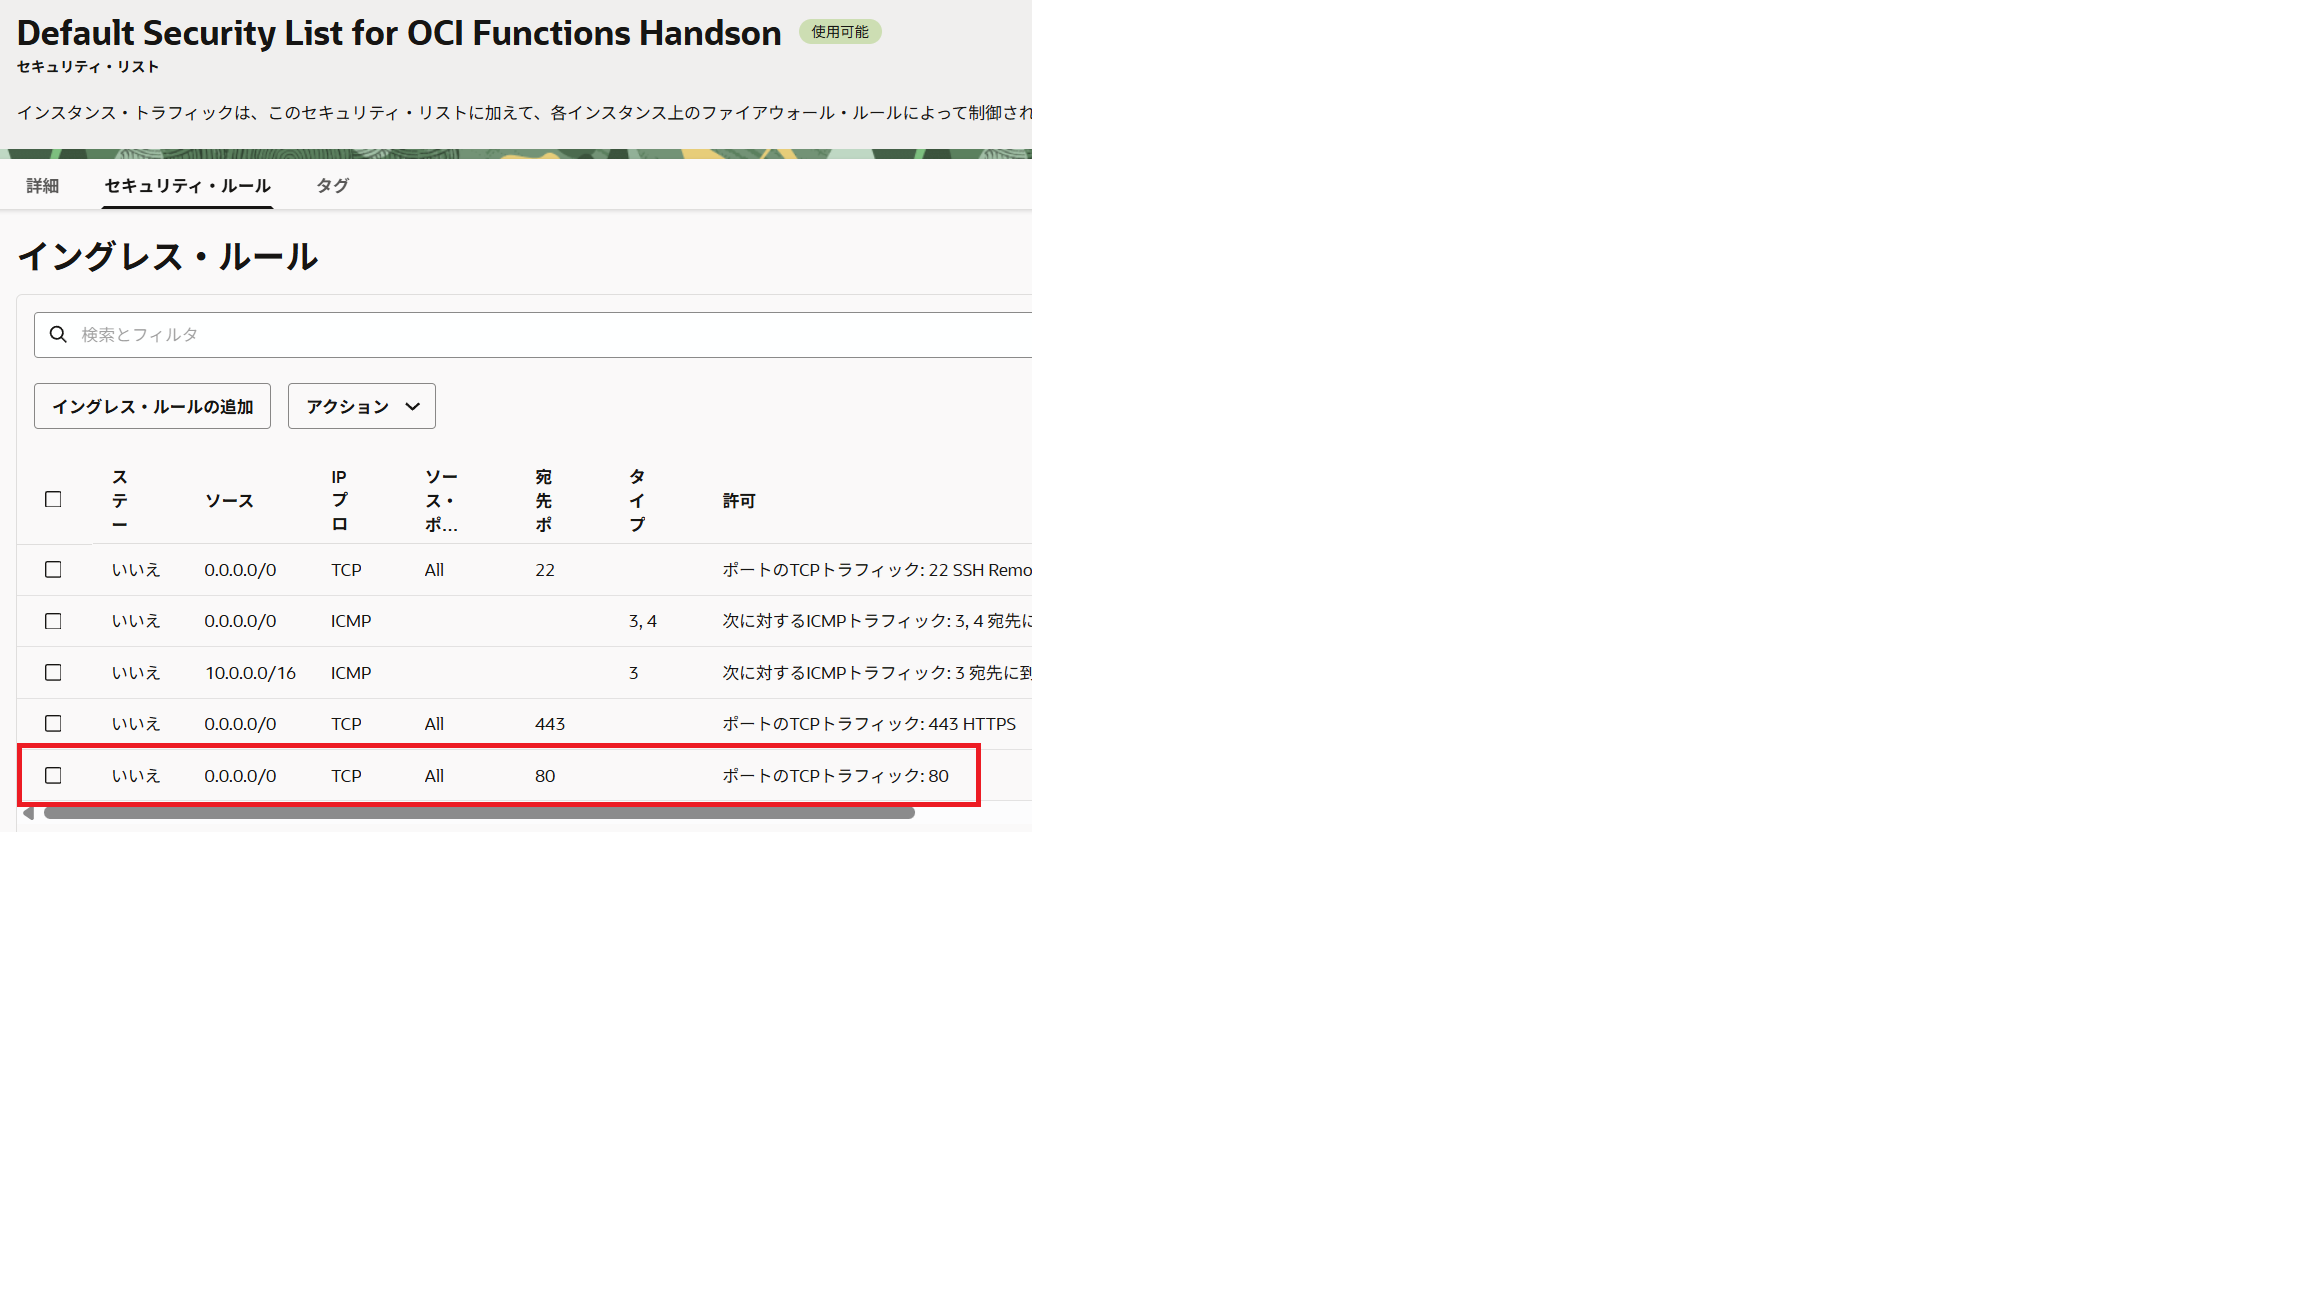 Default Security List for OCI Functions Handson 使用可能
セキュリティ・リスト
インスタンス・トラフィックは、このセキュリティ・リストに加えて、各インスタンス上のファイアウォール・ルールによって制御され
詳細 セキュリティ・ルール タグ
イングレス・ルール
検索とフィルタ
イングレス・ルールの追加 アクション
ステー ソース IPプロ ソース・ポ... 宛先ポ タイプ 許可
いいえ 0.0.0.0/0 TCP All 22 ポートのTCPトラフィック: 22 SSH Remo
いいえ 0.0.0.0/0 ICMP 3, 4 次に対するICMPトラフィック: 3, 4 宛先に
いいえ 10.0.0.0/16 ICMP 3 次に対するICMPトラフィック: 3 宛先に到
いいえ 0.0.0.0/0 TCP All 443 ポートのTCPトラフィック: 443 HTTPS
いいえ 0.0.0.0/0 TCP All 80 ポートのTCPトラフィック: 80